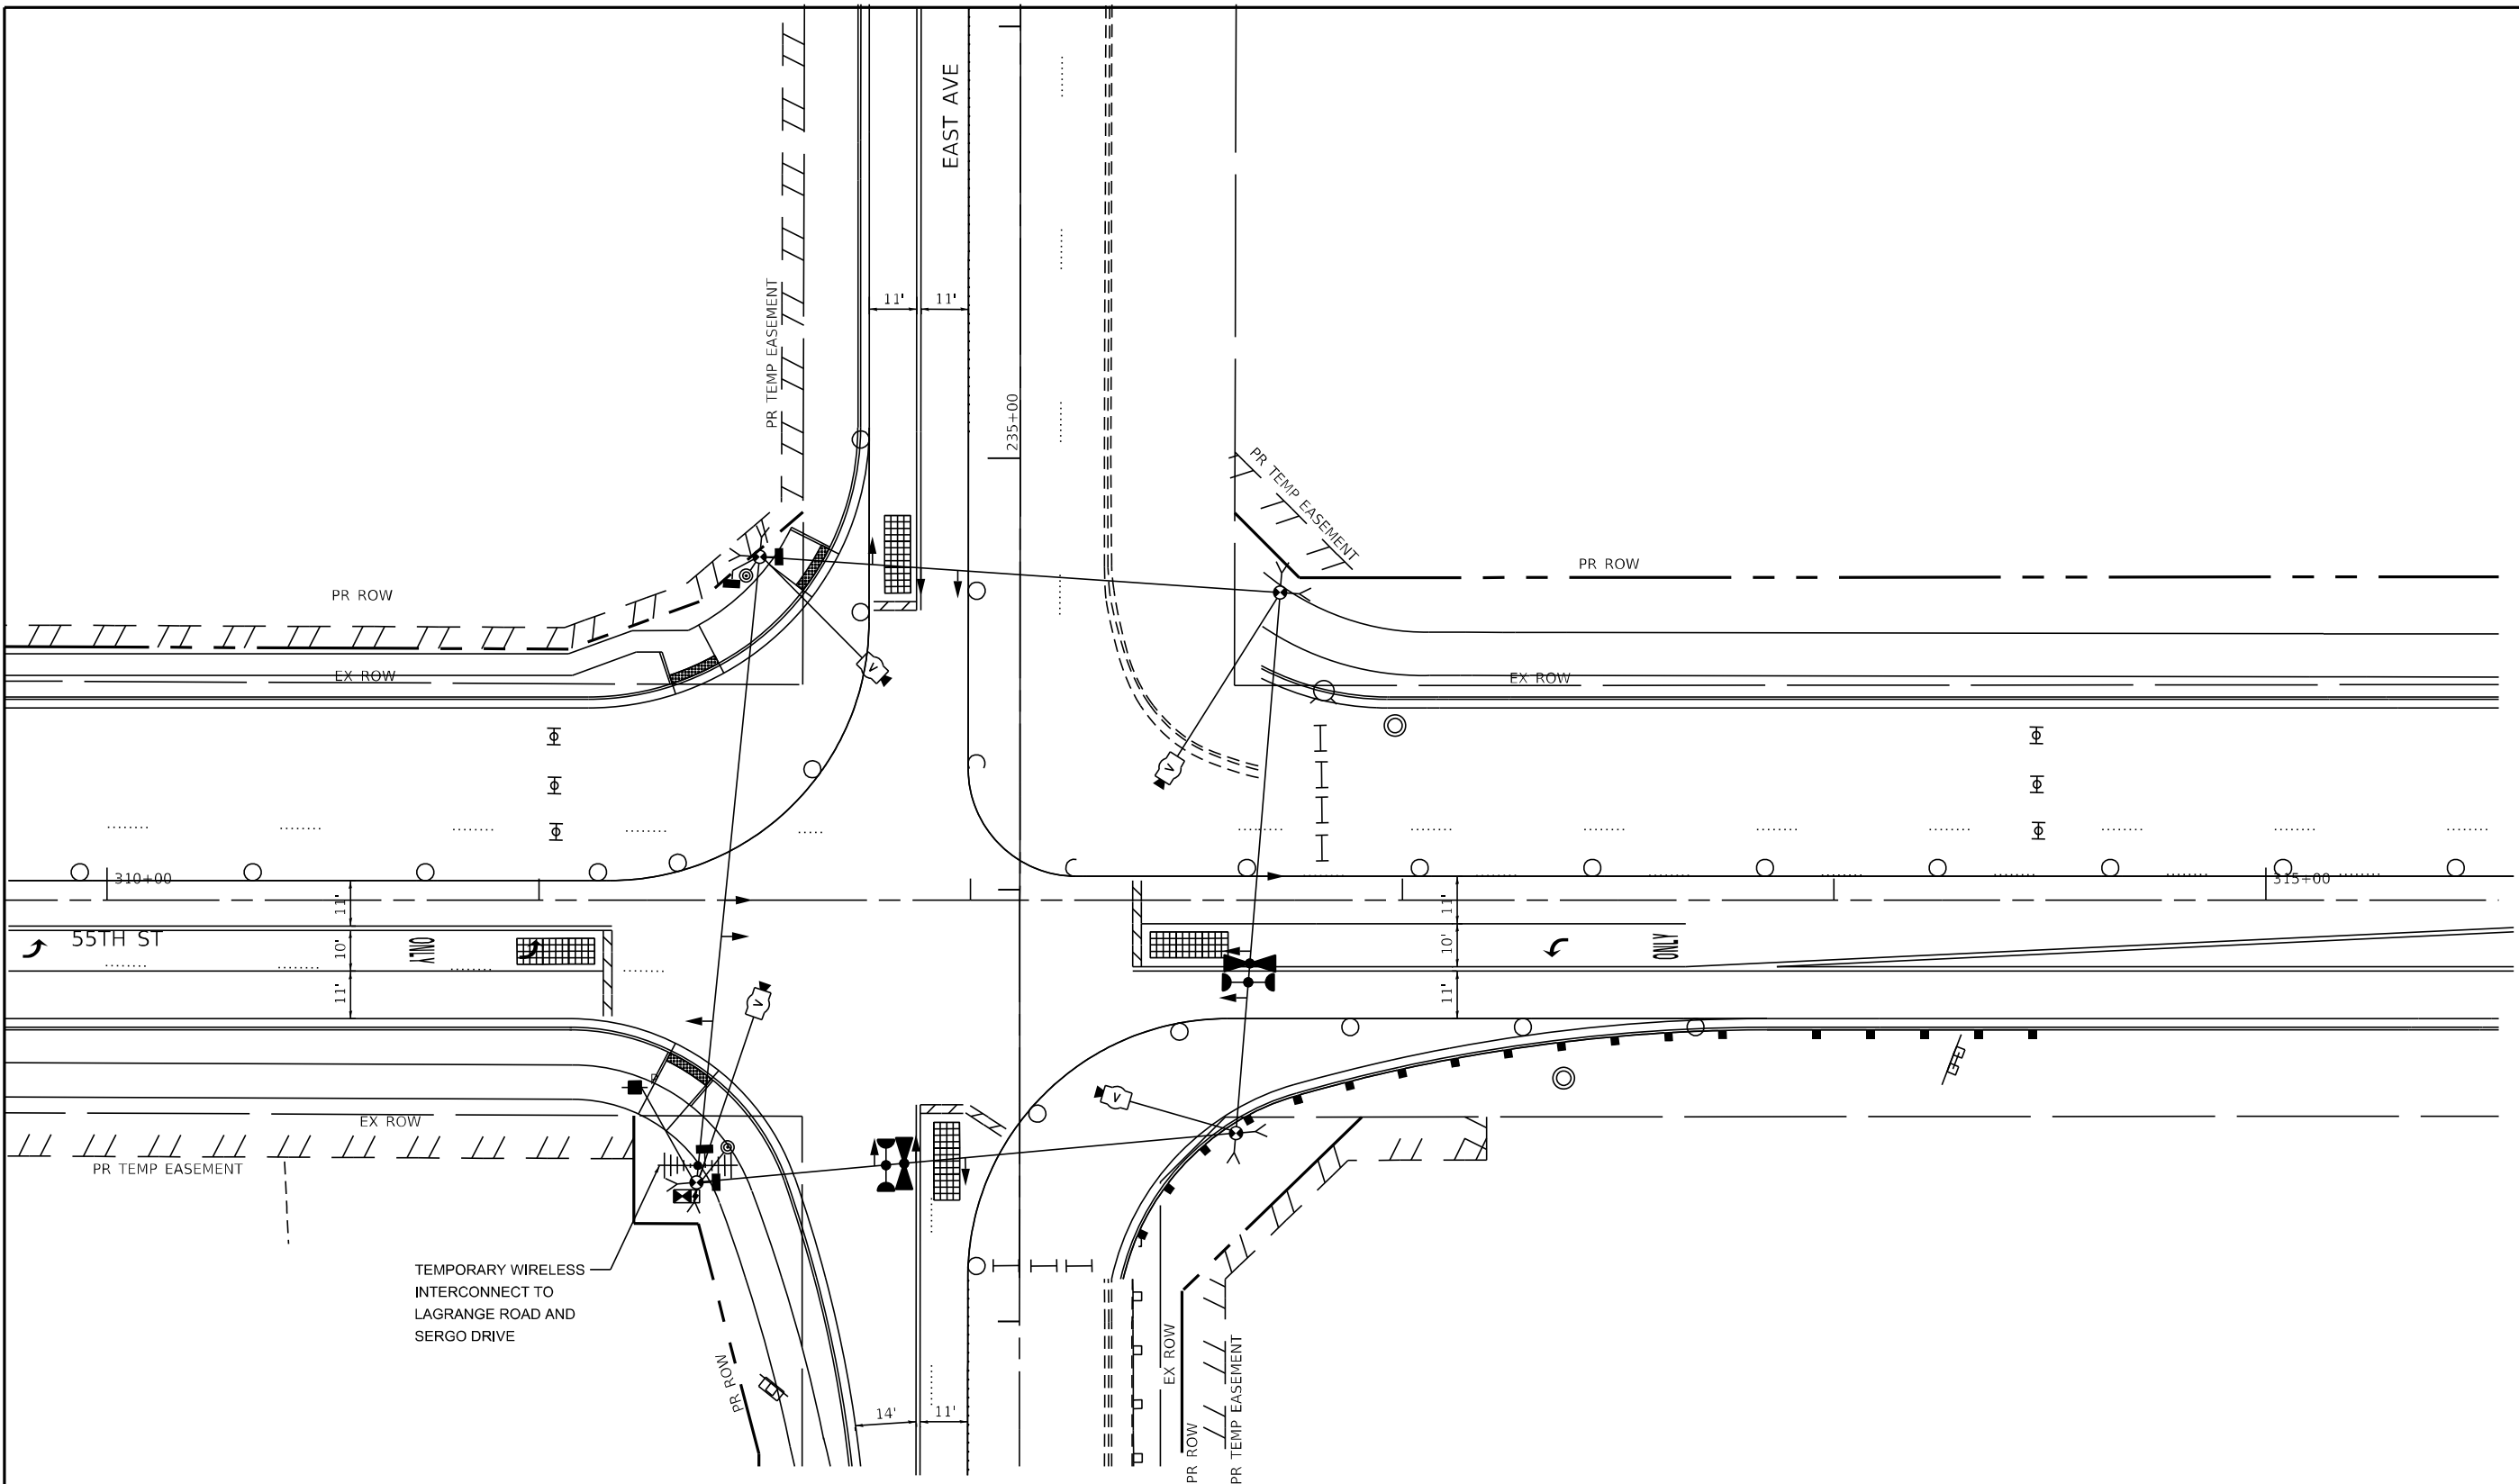 EAST AVE
PR TEMP EASEMENT
11'
11'
235+00
PR TEMP EASEMENT
PR ROW
PR ROW
EX ROW
EX ROW
V
V
310+00
315+00
11'
10'
11'
55TH ST
ONLY
11'
10'
11'
ONLY
V
V
P
EX ROW
PR TEMP EASEMENT
TEMPORARY WIRELESS
INTERCONNECT TO
LAGRANGE ROAD AND
SERGO DRIVE
PR ROW
14'
11'
EX ROW
PR ROW
PR TEMP EASEMENT